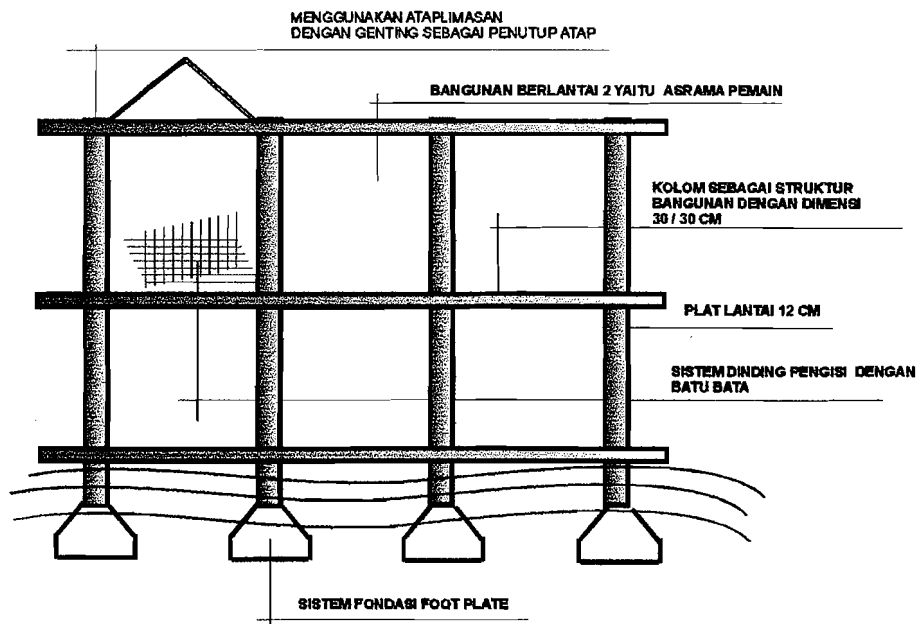 MENGGUNAKAN ATAPLIMASAN
DENGAN GENTING SEBAGAI PENUTUP ATAP
BANGUNAN BERLANTAI 2 YAITU ASRAMA PEMAIN
KOLOM SEBAGAI STRUKTUR
BANGUNAN DENGAN DIMENSI
30 / 30 CM
PLAT LANTAI 12 CM
SISTEM DINDING PENGISI DENGAN
BATU BATA
SISTEM FONDASI FOOT PLATE